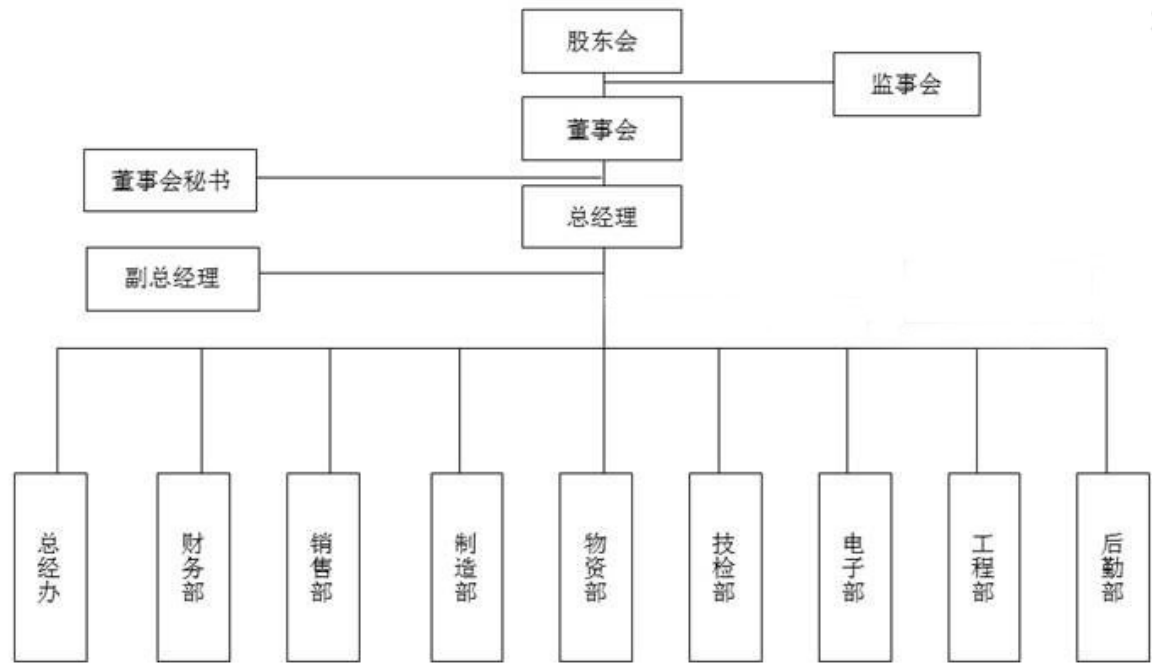 股东会
监事会
董事会
董事会秘书
总经理
副总经理
总经办
财务部
销售部
制造部
物资部
技检部
电子部
工程部
后勤部